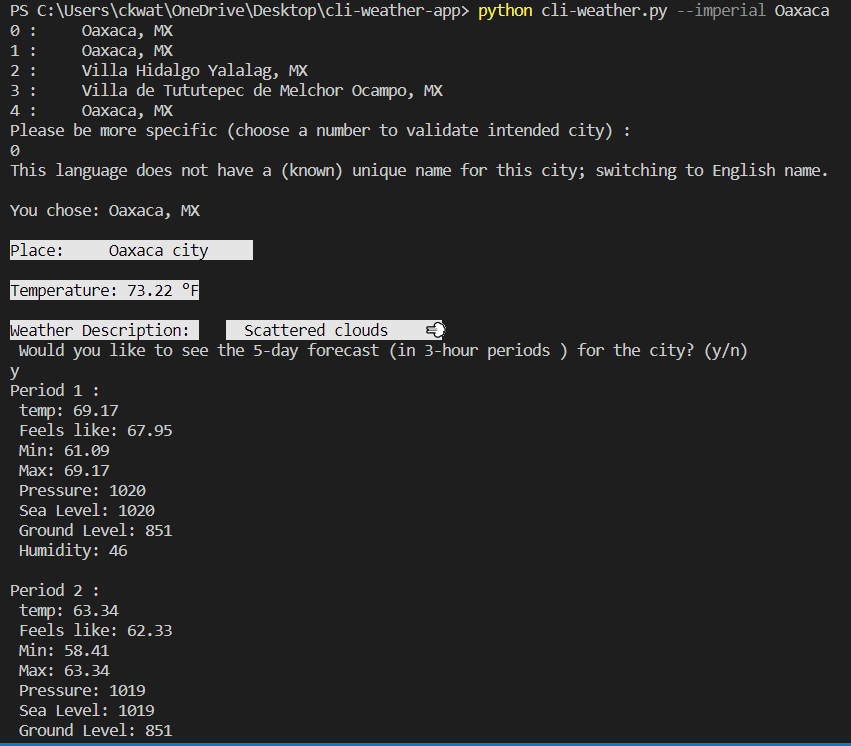 PS C:\Users\ckwat\OneDrive\Desktop\cli-weather-app> python cli-weather.py --imperial Oaxaca
0 :     Oaxaca, MX
1 :     Oaxaca, MX
2 :     Villa Hidalgo Yalalag, MX
3 :     Villa de Tututepec de Melchor Ocampo, MX
4 :     Oaxaca, MX
Please be more specific (choose a number to validate intended city) :
0
This language does not have a (known) unique name for this city; switching to English name.
You chose: Oaxaca, MX
Place:     Oaxaca city
Temperature: 73.22 °F
Weather Description:      Scattered clouds
 Would you like to see the 5-day forecast (in 3-hour periods ) for the city? (y/n)
y
Period 1 :
 temp: 69.17
 Feels like: 67.95
 Min: 61.09
 Max: 69.17
 Pressure: 1020
 Sea Level: 1020
 Ground Level: 851
 Humidity: 46
Period 2 :
 temp: 63.34
 Feels like: 62.33
 Min: 58.41
 Max: 63.34
 Pressure: 1019
 Sea Level: 1019
 Ground Level: 851